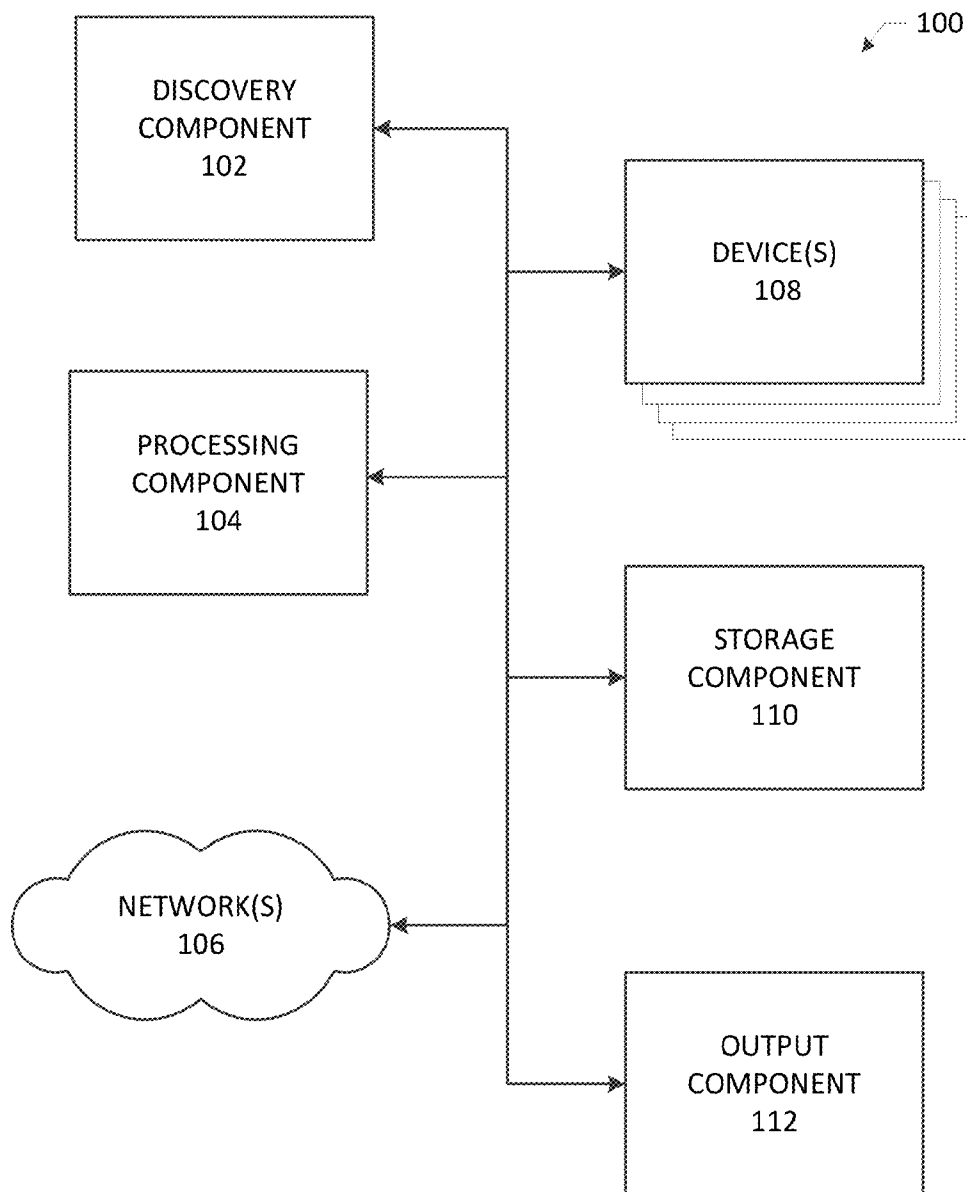 100
DISCOVERY
COMPONENT
102
DEVICE(S)
108
PROCESSING
COMPONENT
104
STORAGE
COMPONENT
110
NETWORK(S)
106
OUTPUT
COMPONENT
112